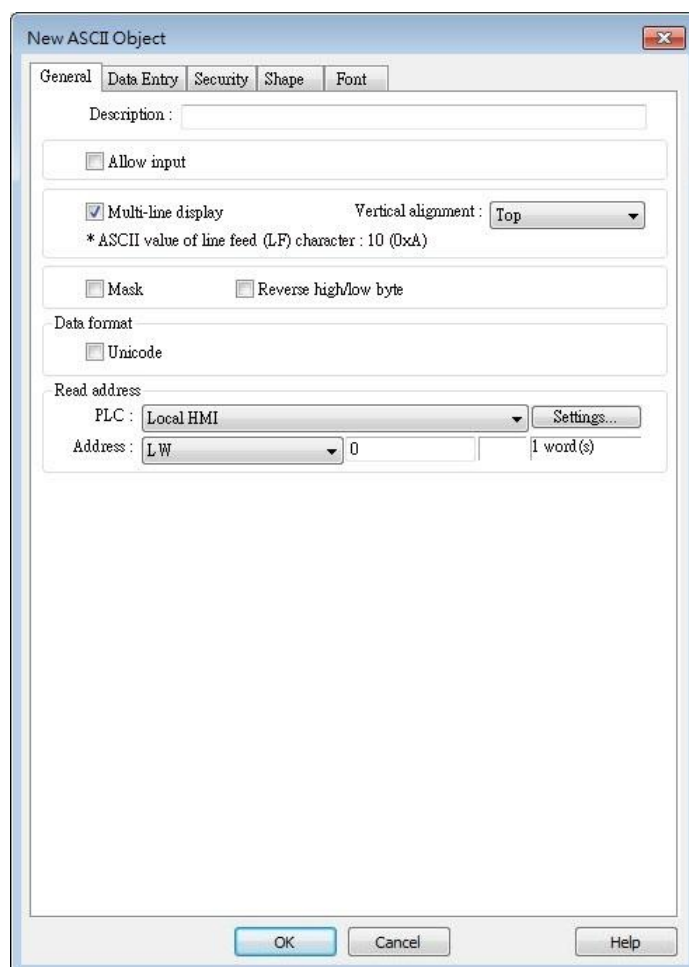 New ASCII Object
General Data Entry Security Shape Font
Description :
Allow input
Multi-line display Vertical alignment : Top
* ASCII value of line feed (LF) character : 10 (0xA)
Mask Reverse high/low byte
Data format
Unicode
Read address
PLC : Local HMI Settings...
Address : LW 0 1 word(s)
OK Cancel Help